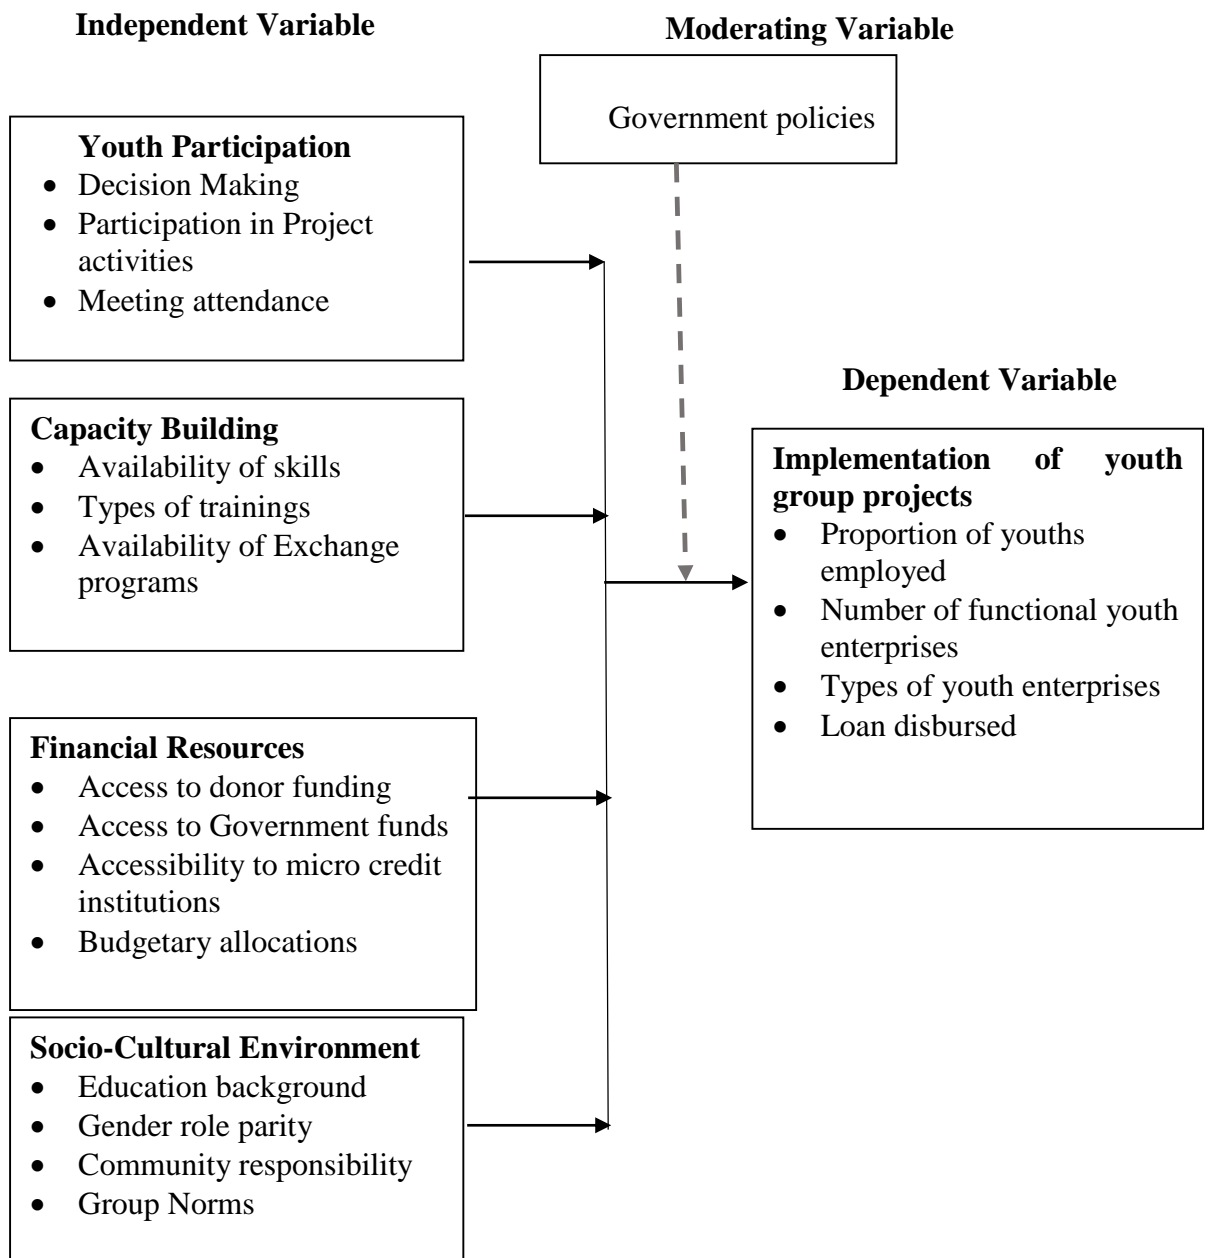 Independent Variable
Moderating Variable
Government policies
Youth Participation
• Decision Making
• Participation in Project
activities
• Meeting attendance
Capacity Building
• Availability of skills
• Types of trainings
• Availability of Exchange
programs
Financial Resources
• Access to donor funding
• Access to Government funds
• Accessibility to micro credit
institutions
• Budgetary allocations
Socio-Cultural Environment
• Education background
• Gender role parity
• Community responsibility
• Group Norms
Dependent Variable
Implementation of youth
group projects
• Proportion of youths
employed
• Number of functional youth
enterprises
• Types of youth enterprises
• Loan disbursed